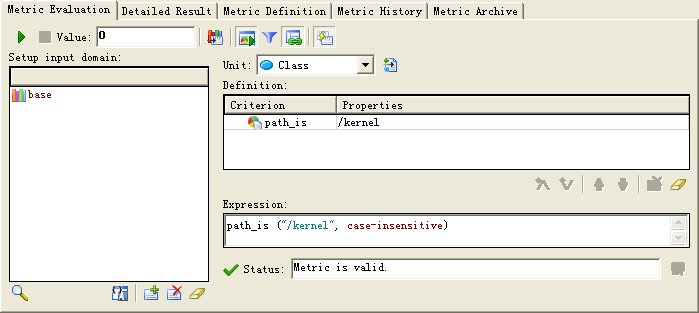 Metric Evaluation Detailed Result Metric Definition Metric History Metric Archive
Value: 0
Setup input domain:
base
Unit: Class
Definition:
Criterion Properties
path_is /kernel
Expression:
path_is ("/kernel", case-insensitive)
Status: Metric is valid.